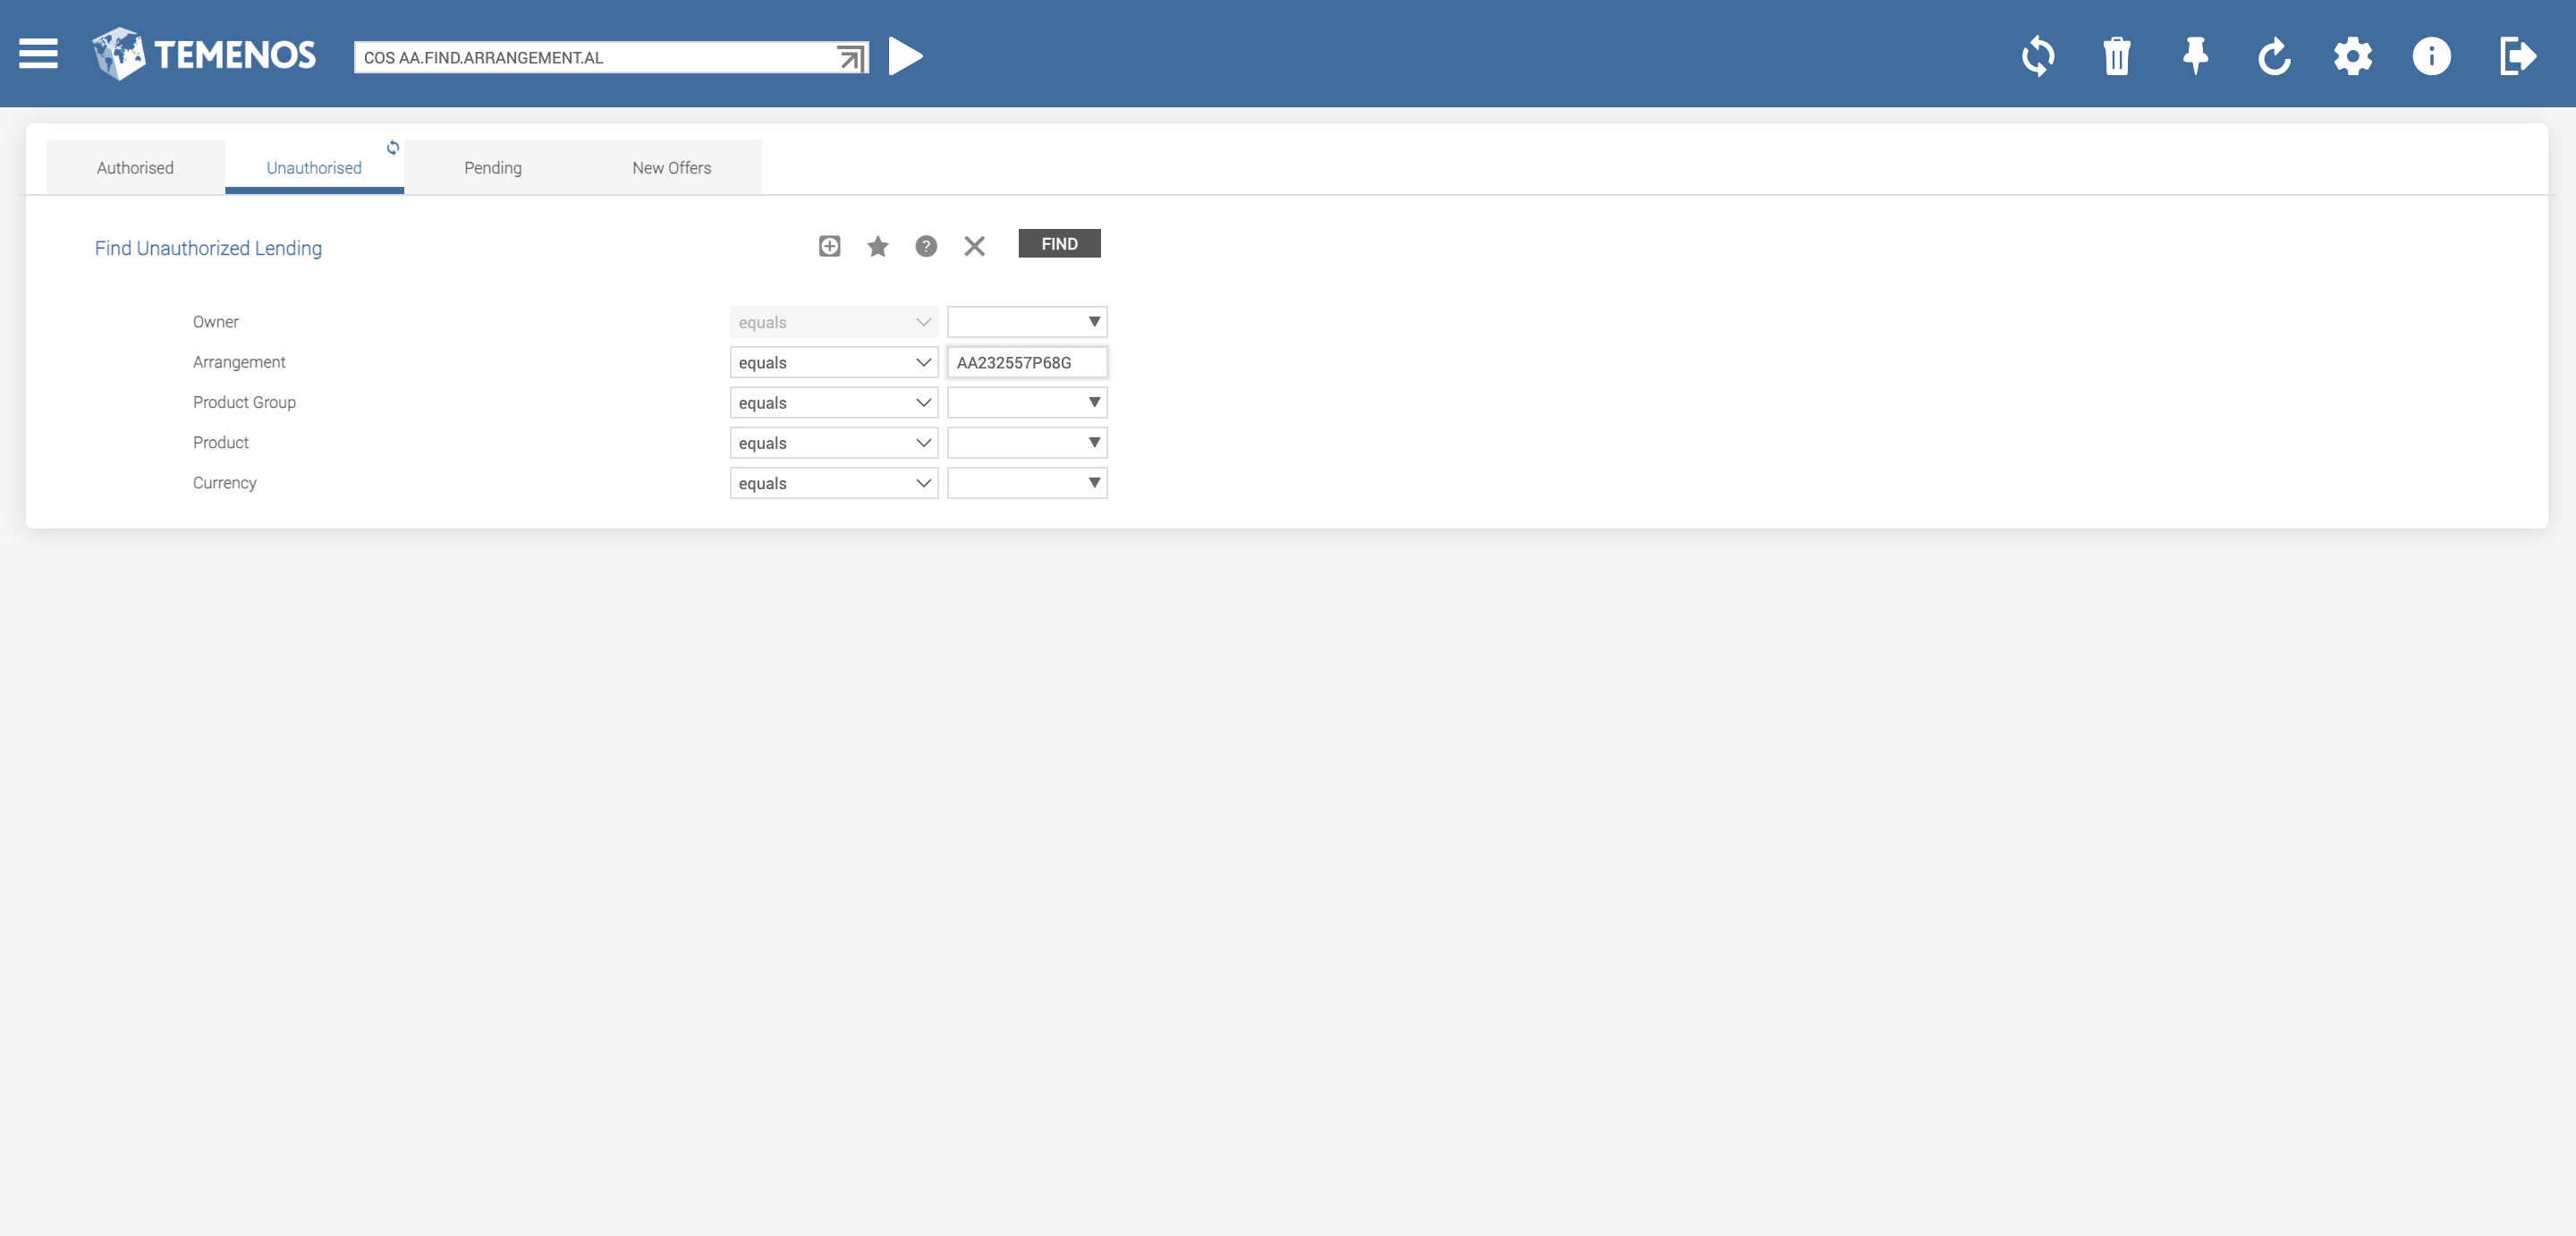 TEMENOS COS AA.FIND.ARRANGEMENT.AL
Authorised Unauthorised Pending New Offers
Find Unauthorized Lending FIND
Owner equals
Arrangement equals AA232557P68G
Product Group equals
Product equals
Currency equals